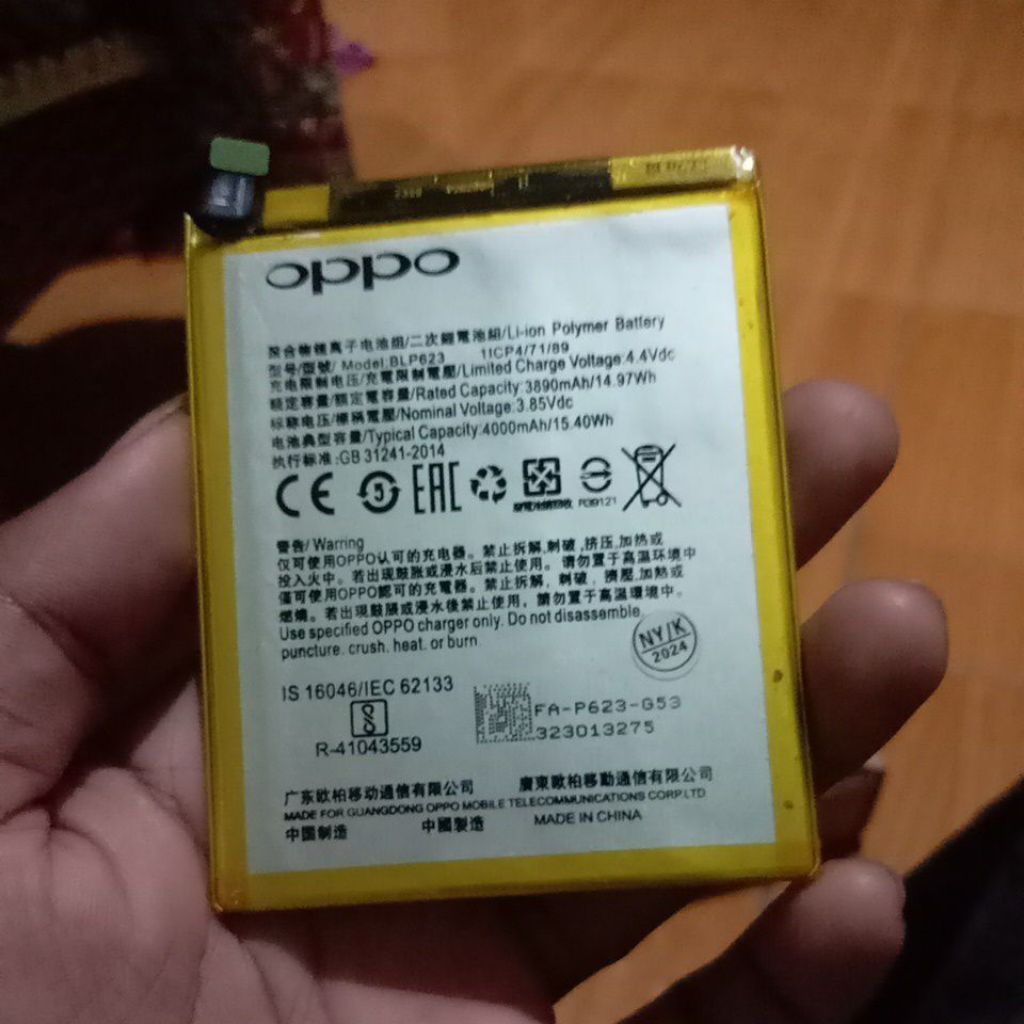 oppo
聚合物锂离子电池组/二次鋰電池組/Li-ion Polymer Battery
型号/型號/ Model:BLP623 1ICP4/71/89
充电限制电压/充電限制電壓/Limited Charge Voltage:4.4Vdc
额定容量/額定電容量/Rated Capacity:3890mAh/14.97Wh
标称电压/標稱電壓/Nominal Voltage:3.85Vdc
电池典型容量/Typical Capacity:4000mAh/15.40Wh
执行标准:GB 31241-2014
CE EAC
R39121
警告/ Warring
仅可使用OPPO认可的充电器。禁止拆解,刺破,挤压,加热或
投入火中。若出现鼓胀或浸水后禁止使用。请勿置于高温环境中
僅可使用OPPO認可的充電器。禁止拆解，刺破，擠壓,加熱或
燃燒。若出現鼓脹或浸水後禁止使用，請勿置于高溫環境中
Use specified OPPO charger only. Do not disassemble,
puncture. crush, heat. or burn
NY/K
2024
IS 16046/IEC 62133
R-41043559
FA-P623-G53
323013275
广东欧柏移动通信有限公司 廣東歐柏移動通信有限公司
MADE FOR GUANGDONG OPPO MOBILE TELECOMMUNICATIONS CORP.LTD
中国制造 中國製造 MADE IN CHINA